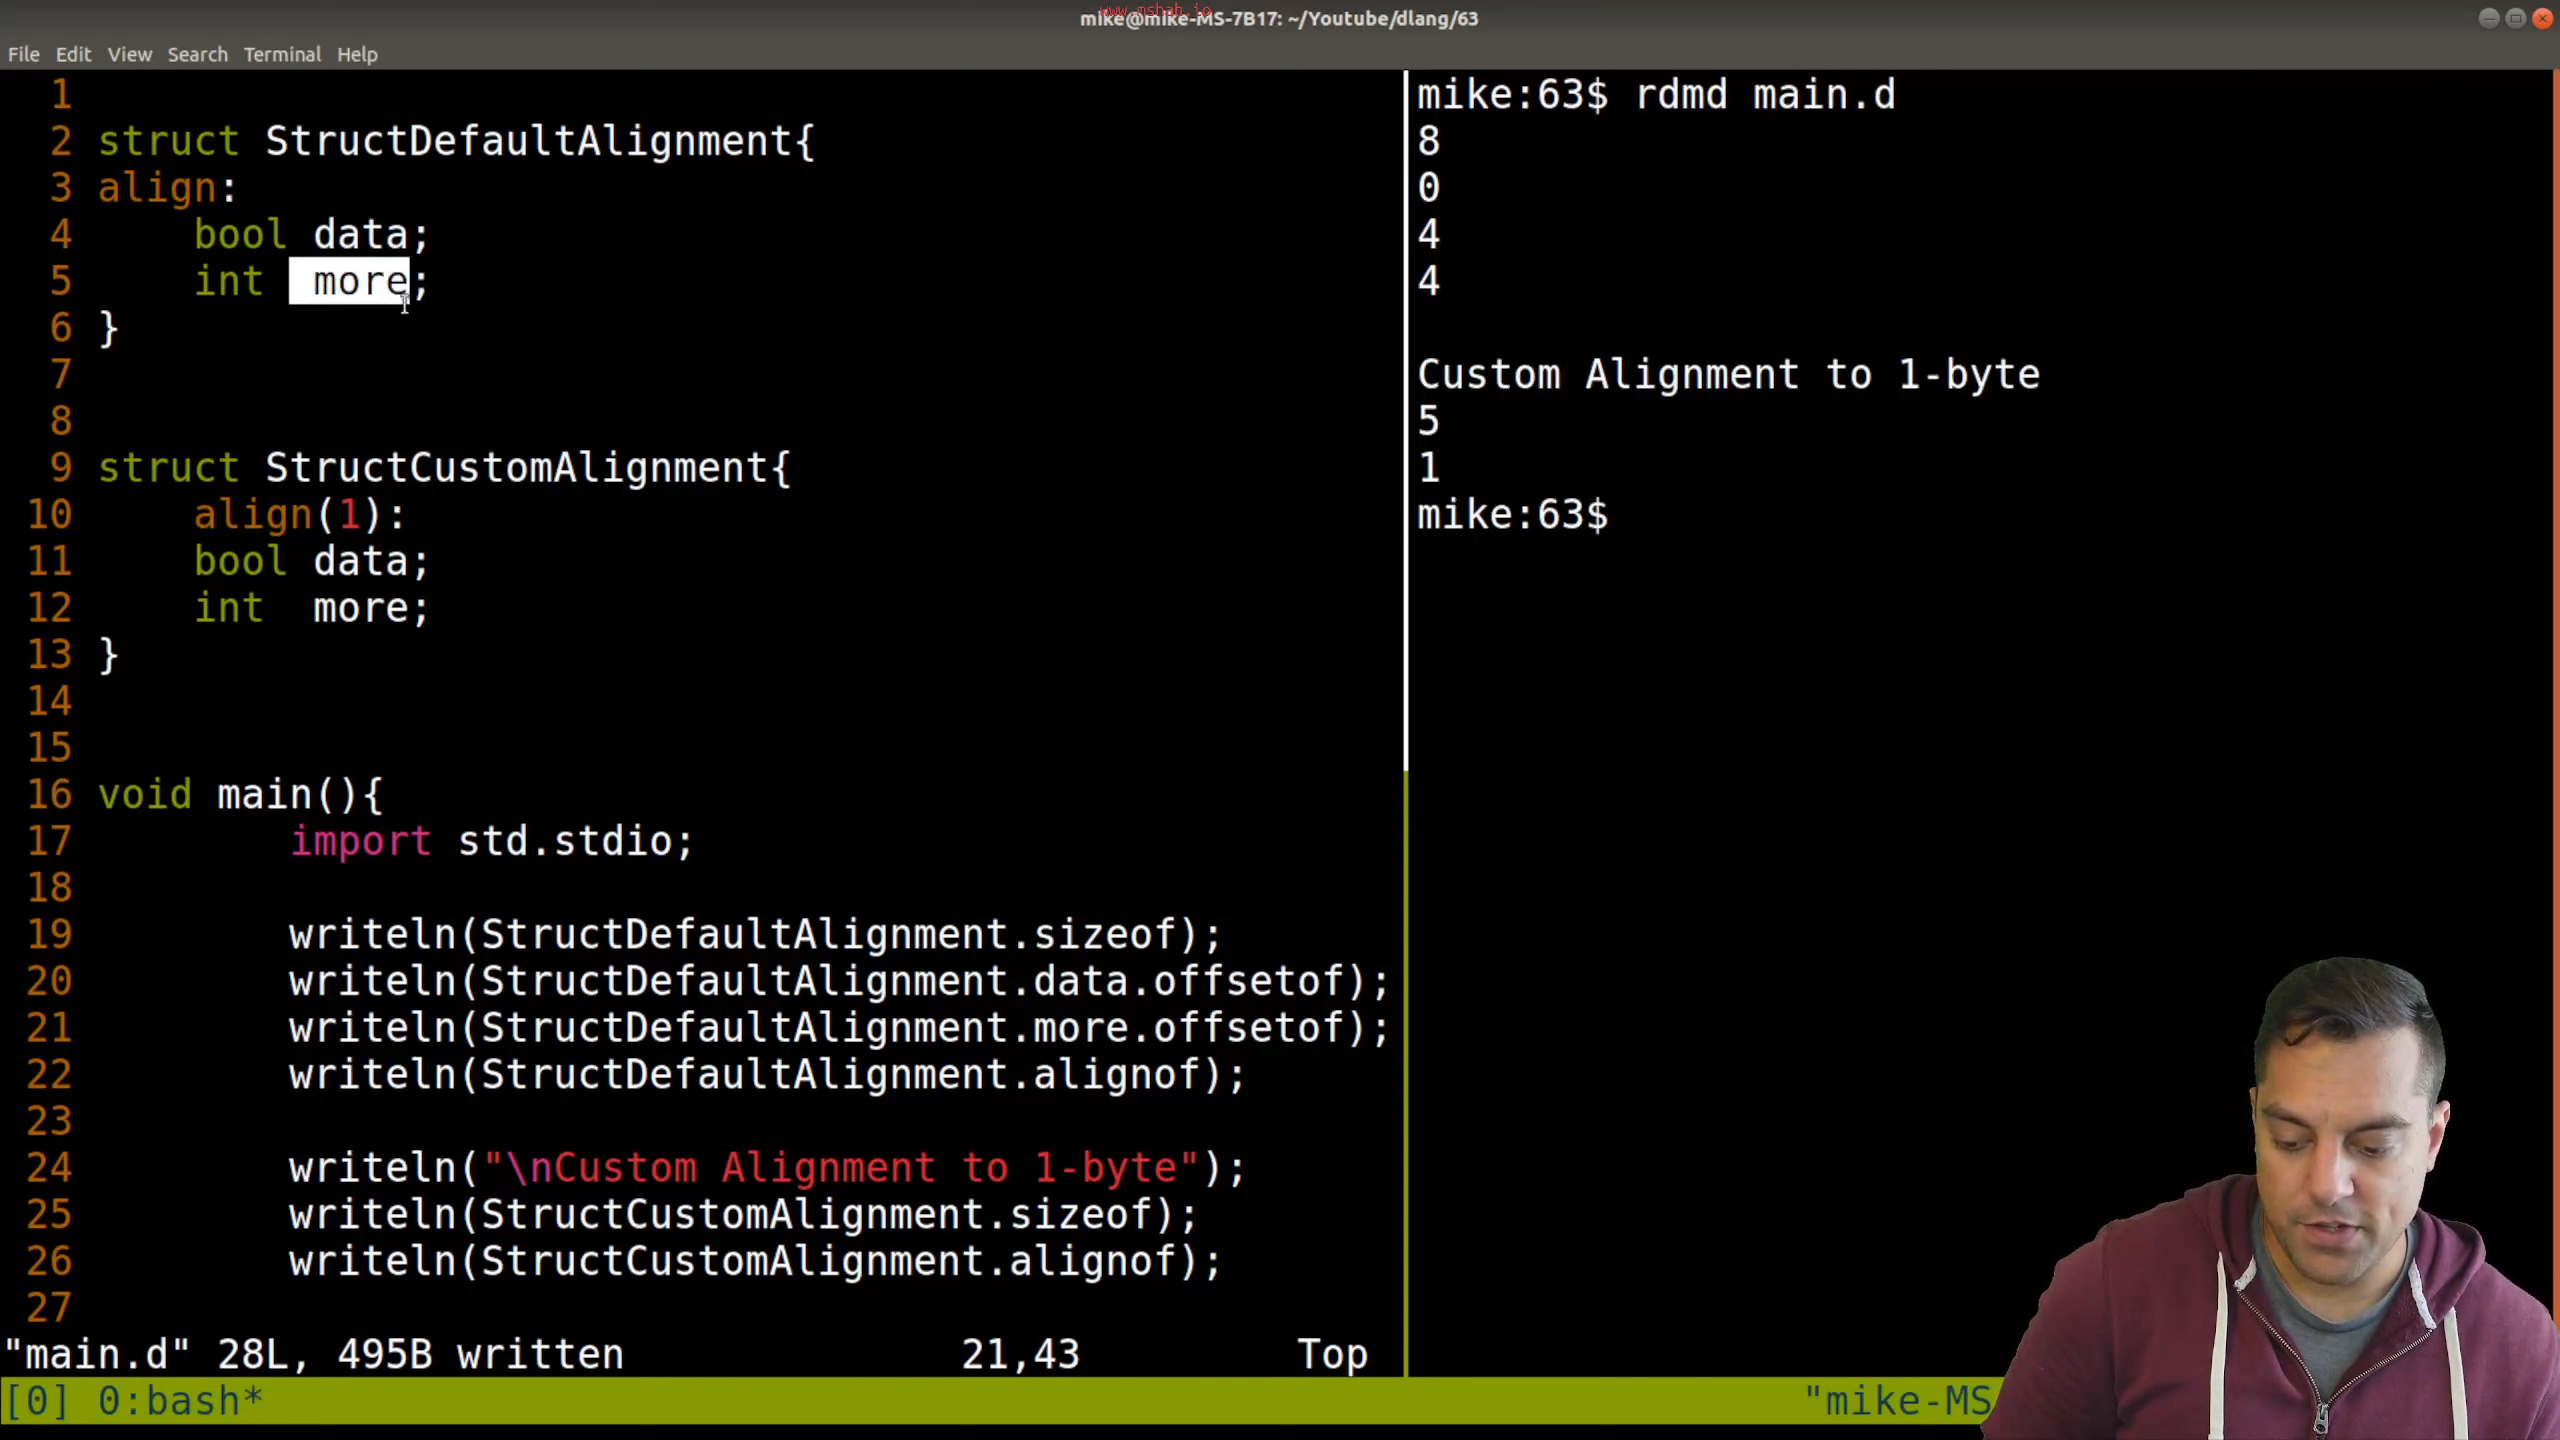 www.mshah.io
mike@mike-MS-7B17: ~/Youtube/dlang/63
File Edit View Search Terminal Help
1
2 struct StructDefaultAlignment{
3 align:
4     bool data;
5     int  more;
6 }
7
8
9 struct StructCustomAlignment{
10     align(1):
11     bool data;
12     int  more;
13 }
14
15
16 void main(){
17         import std.stdio;
18
19         writeln(StructDefaultAlignment.sizeof);
20         writeln(StructDefaultAlignment.data.offsetof);
21         writeln(StructDefaultAlignment.more.offsetof);
22         writeln(StructDefaultAlignment.alignof);
23
24         writeln("\nCustom Alignment to 1-byte");
25         writeln(StructCustomAlignment.sizeof);
26         writeln(StructCustomAlignment.alignof);
27
"main.d" 28L, 495B written 21,43 Top
mike:63$ rdmd main.d
8
0
4
4
Custom Alignment to 1-byte
5
1
mike:63$
[0] 0:bash* "mike-MS